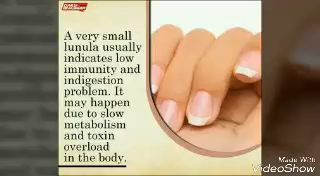 A very small
lunula usually
indicates low
immunity and
indigestion
problem. It
may happen
due to slow
metabolism
and toxin
overload
in the body.
Made With
VideoShow